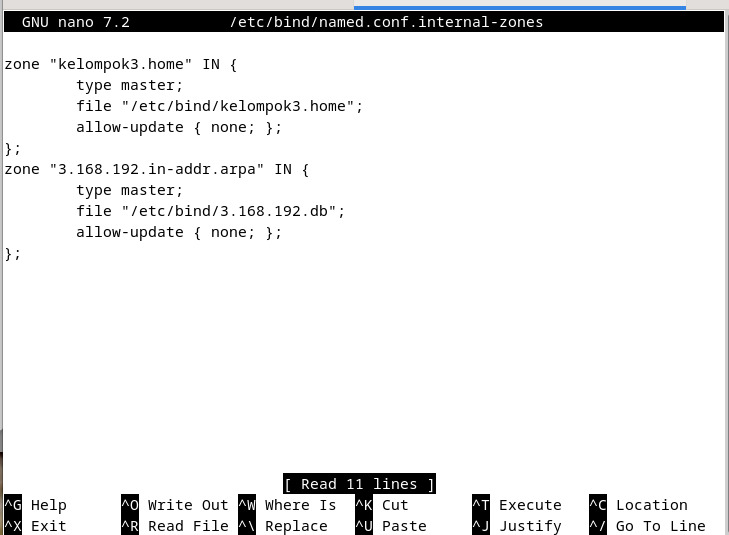 GNU nano 7.2 /etc/bind/named.conf.internal-zones
zone "kelompok3.home" IN {
type master;
file "/etc/bind/kelompok3.home";
allow-update { none; };
};
zone "3.168.192.in-addr.arpa" IN {
type master;
file "/etc/bind/3.168.192.db";
allow-update { none; };
};
[ Read 11 lines ]
^G Help ^O Write Out ^W Where Is ^K Cut ^T Execute ^C Location
^X Exit ^R Read File ^\ Replace ^U Paste ^J Justify ^/ Go To Line